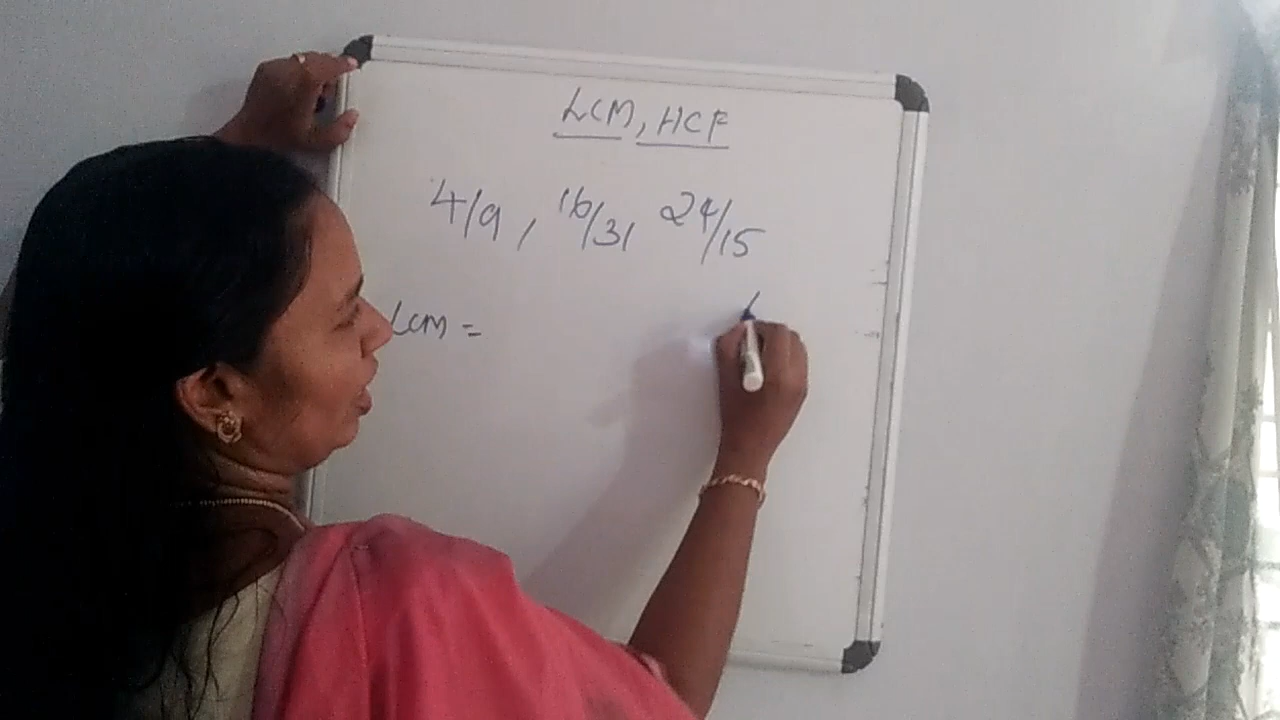 LCM, HCF
4/9, 16/31 24/15
LCM =